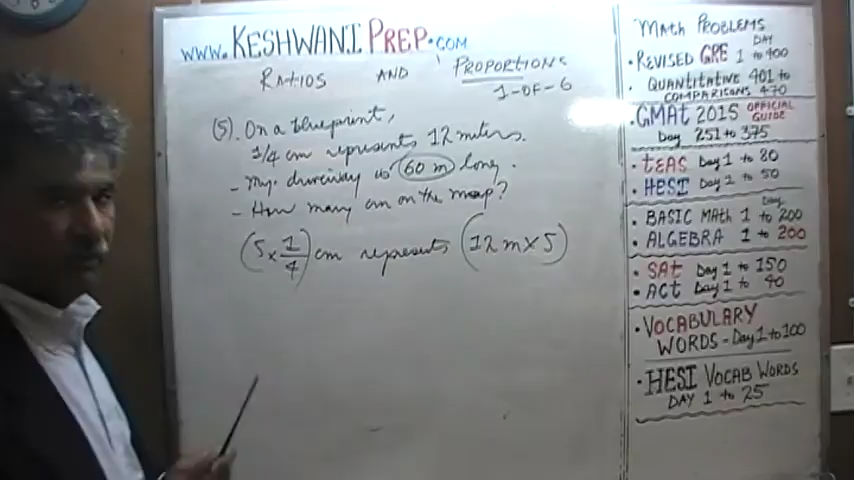 www.KESHWANIPREP.COM
RATIOS AND PROPORTIONS
1-OF-6
(5). On a blueprint,
1/4 cm represents 12 meters.
- My driveway is 60 m long.
- How many cm on the map?
(5 x 1/4) cm represents (12 m x 5)
MATH PROBLEMS
DAY
• REVISED GRE 1 to 400
• QUANTITATIVE 401 to
COMPARISONS 470
• GMAt 2015 OFFICIAL GUIDE
Day 251 to 375
• tEAS Day 1 to 80
• HESI Day 1 to 50
Day
• BASIC MAth 1 to 200
• ALGEBRA 1 to 200
• SAt Day 1 to 150
• ACt Day 1 to 40
• VOCABULARY
WORDS - Day 1 to 100
• HESI VOCAB WORDS
DAY 1 to 25